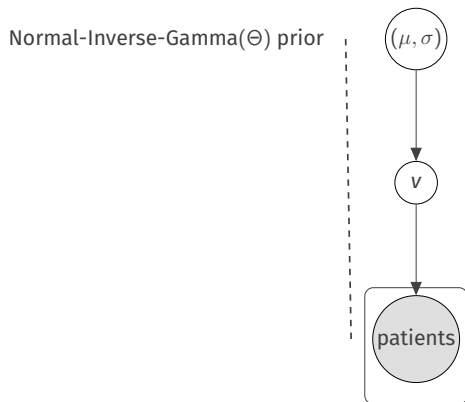 Normal-Inverse-Gamma(Θ) prior
(μ, σ)
v
patients